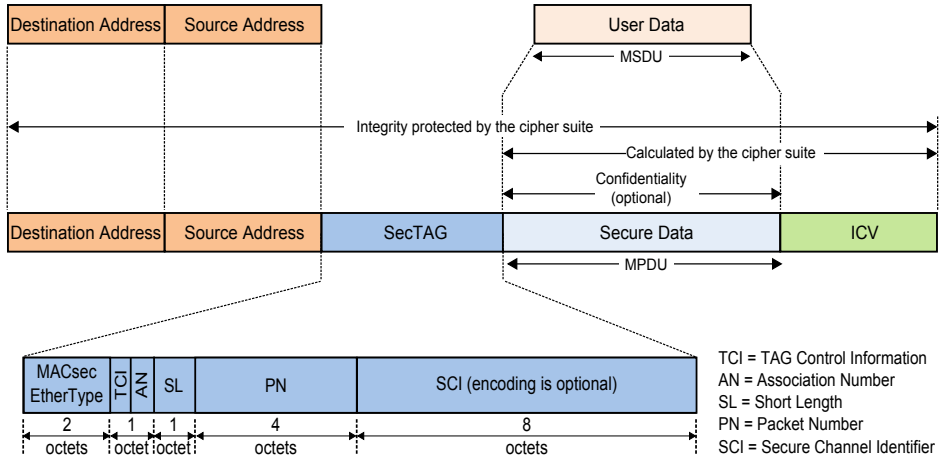 Destination Address Source Address User Data
MSDU
Integrity protected by the cipher suite
Calculated by the cipher suite
Confidentiality
(optional)
Destination Address Source Address SecTAG Secure Data ICV
MPDU
MACsec
EtherType
TCI
AN
SL
PN
SCI (encoding is optional)
2
octets
1
octet
1
octet
4
octets
8
octets
TCI = TAG Control Information
AN = Association Number
SL = Short Length
PN = Packet Number
SCI = Secure Channel Identifier